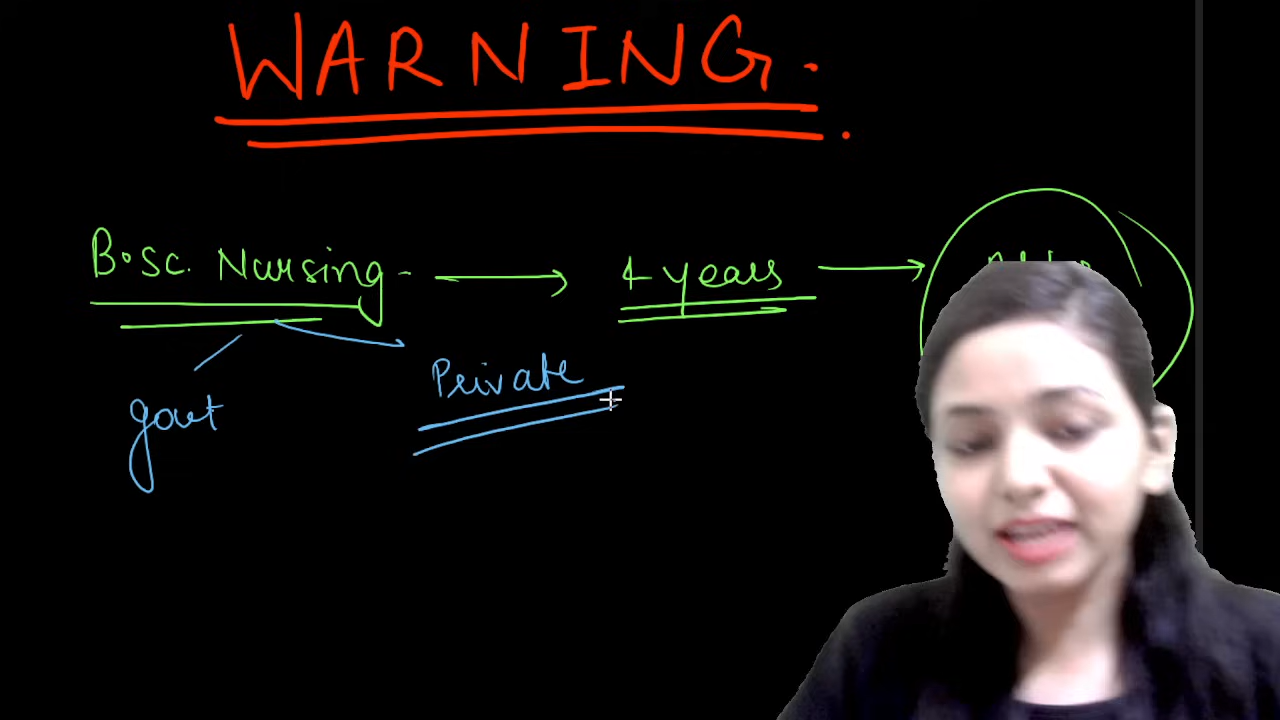 WARNING.
B.Sc. Nursing - → 4 years →
govt
Private